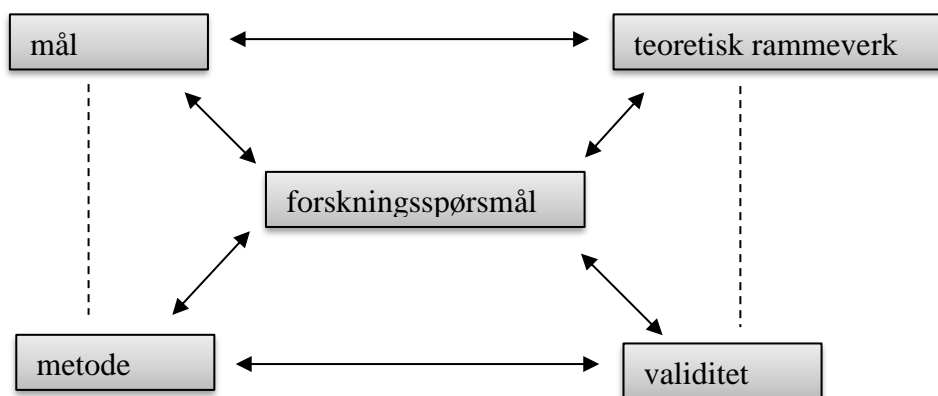 mål
teoretisk rammeverk
forskningsspørsmål
metode
validitet